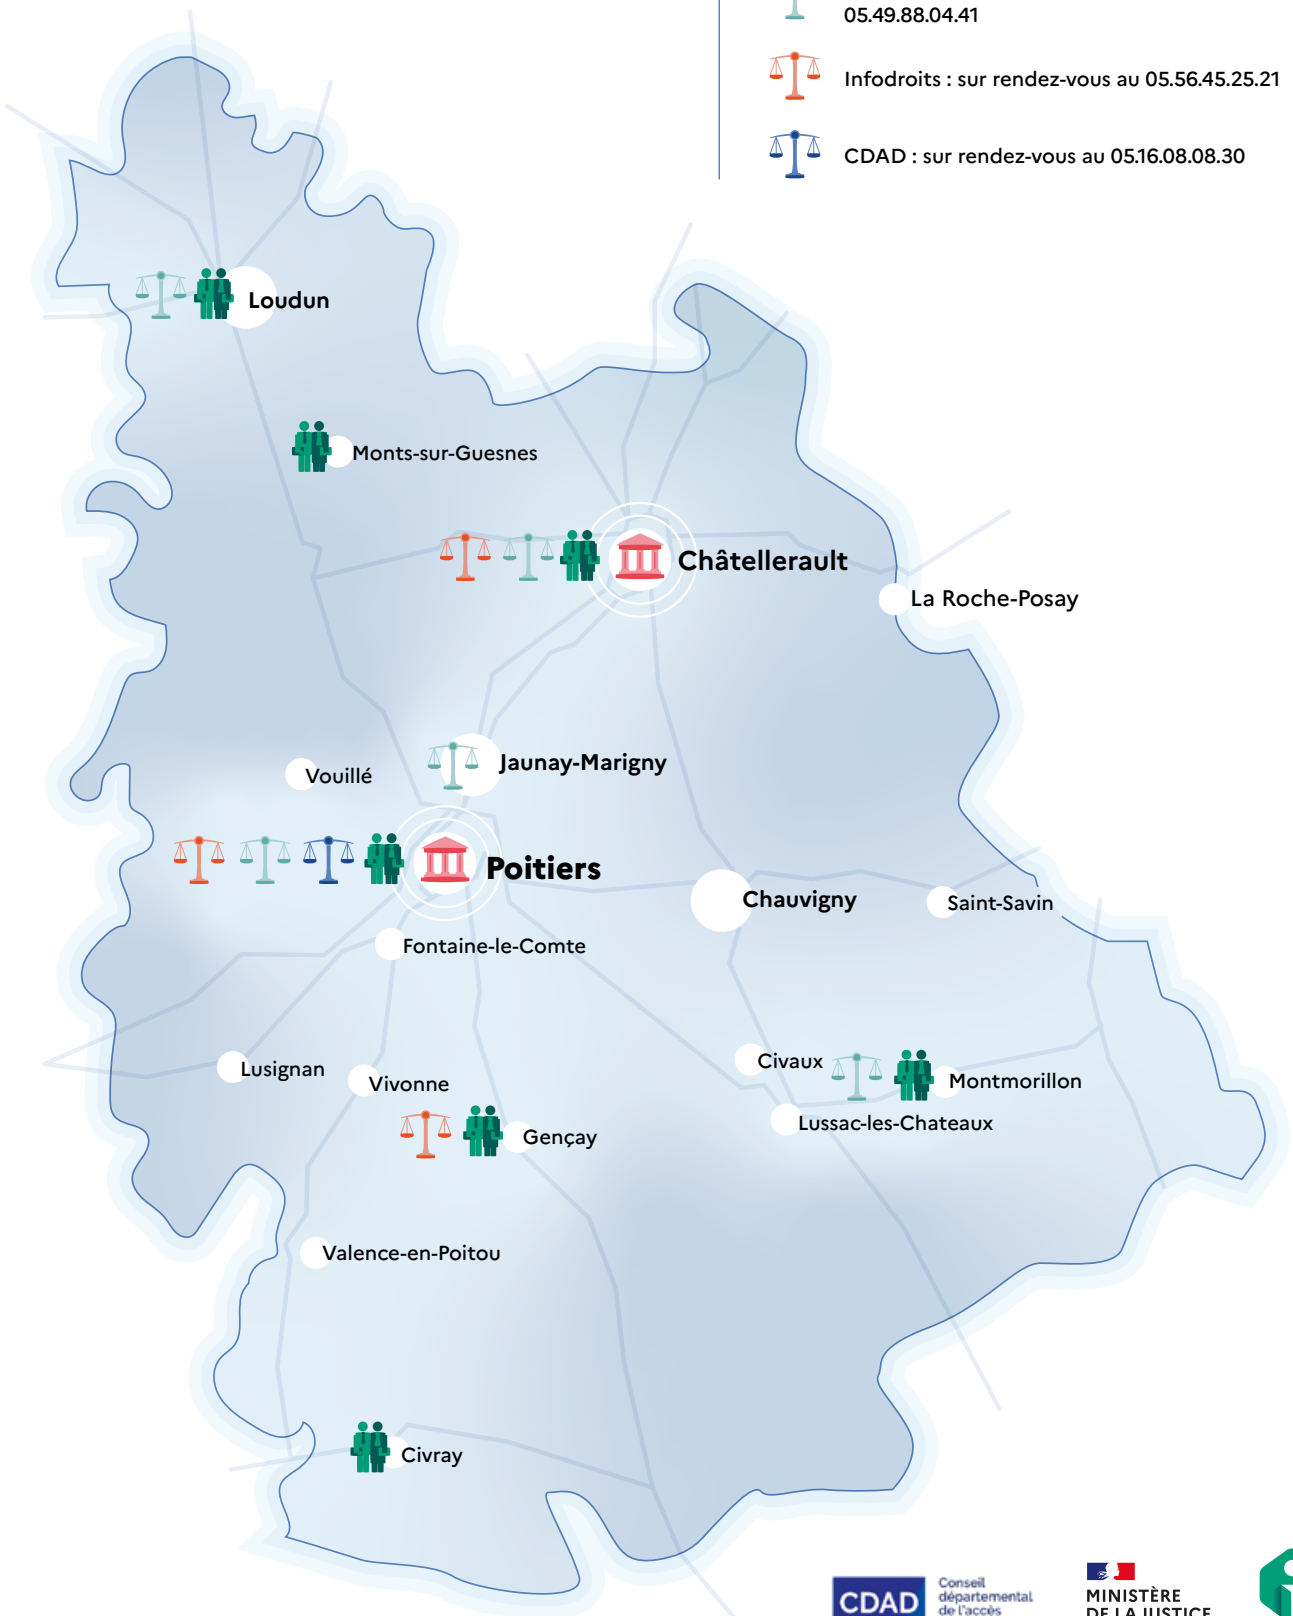 05.49.88.04.41
Infodroits : sur rendez-vous au 05.56.45.25.21
CDAD : sur rendez-vous au 05.16.08.08.30
Loudun
Monts-sur-Guesnes
Châtellerault
La Roche-Posay
Jaunay-Marigny
Vouillé
Poitiers
Chauvigny
Saint-Savin
Fontaine-le-Comte
Civaux
Lusignan
Vivonne
Montmorillon
Lussac-les-Chateaux
Gençay
Valence-en-Poitou
Civray
CDAD
Conseil
départemental
de l'accès
MINISTÈRE
DE LA JUSTICE